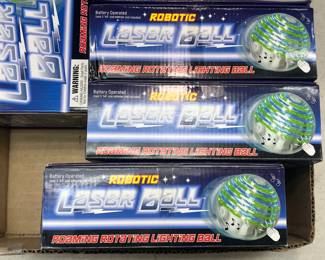 ROBOTIC
Battery Operated
LASER BALL
ROAMING ROTATING LIGHTING BALL
WARNING:
ROBOTIC
Battery Operated
LASER BALL
ROAMING ROTATING LIGHTING BALL
ROBOTIC
Battery Operated
LASER BALL
ROAMING ROTATING LIGHTING BALL